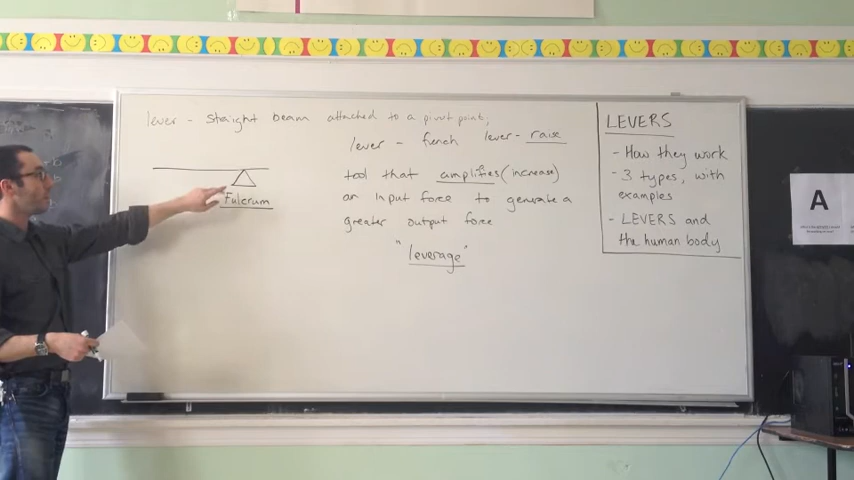 lever - staight beam attached to a pivot point,
lever - french lever - raise
tool that amplifies (increase)
an input force to generate a
greater output force
"leverage"
Fulcrum
LEVERS
- How they work
- 3 types, with
examples
- LEVERS and
the human body
A